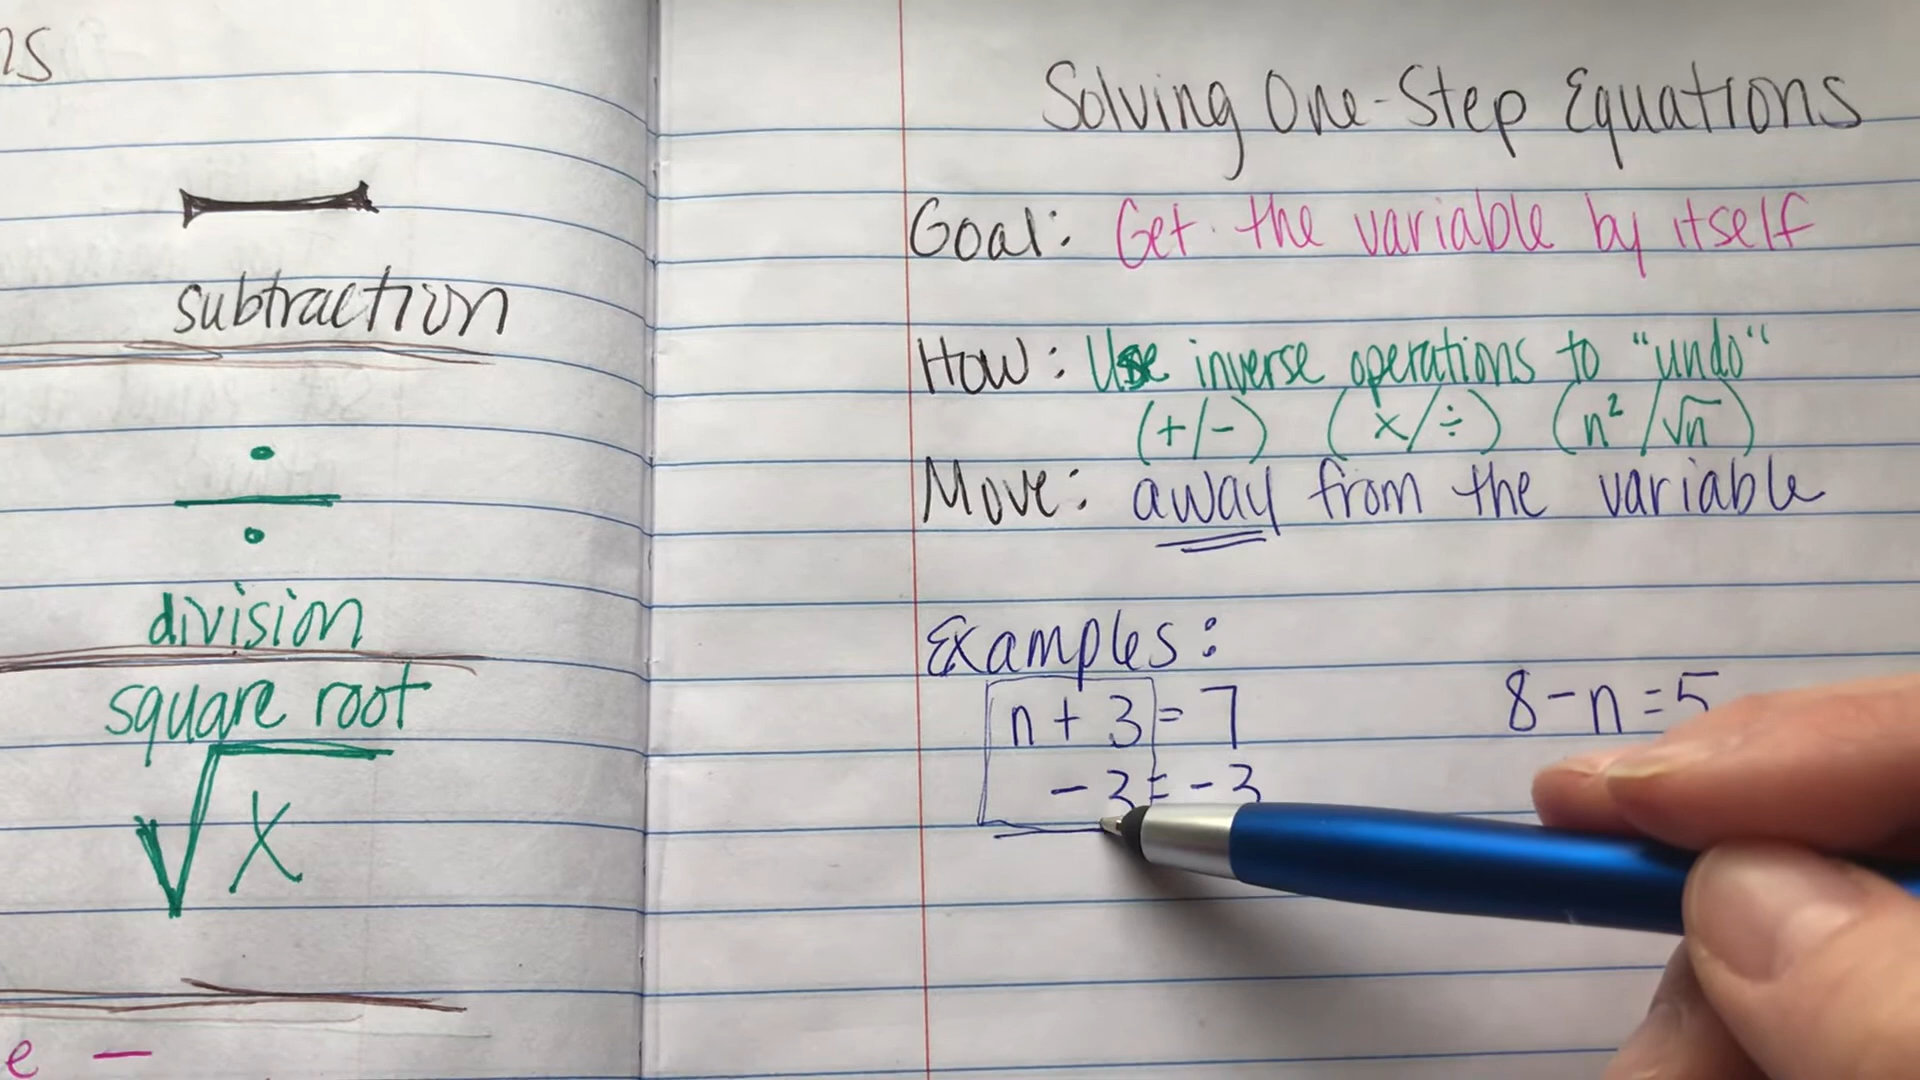 subtraction
÷
division
square root
√x
e —
Solving One-Step Equations
Goal: Get the variable by itself
How: Use inverse operations to "undo"
(+/-) (x/÷) (n²/√n)
Move: away from the variable
Examples:
n + 3 = 7
- 3 = - 3
8 - n = 5